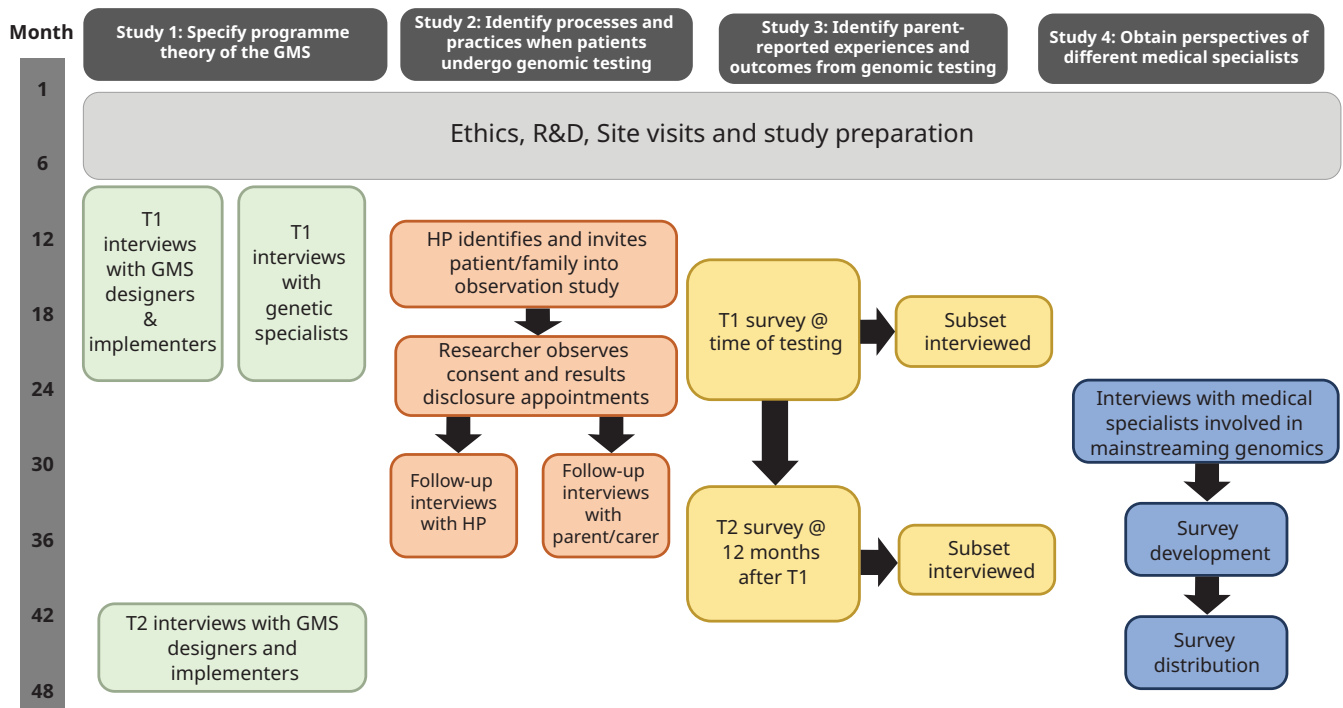 Month
Study 1: Specify programme
theory of the GMS
Study 2: Identify processes and
practices when patients
undergo genomic testing
Study 3: Identify parent-
reported experiences and
outcomes from genomic testing
Study 4: Obtain perspectives of
different medical specialists
1
6
12
18
24
30
36
42
48
Ethics, R&D, Site visits and study preparation
T1
interviews
with GMS
designers
&
implementers
T1
interviews
with
genetic
specialists
T2 interviews with GMS
designers and
implementers
HP identifies and invites
patient/family into
observation study
Researcher observes
consent and results
disclosure appointments
Follow-up
interviews
with HP
Follow-up
interviews
with
parent/carer
T1 survey @
time of testing
Subset
interviewed
T2 survey @
12 months
after T1
Subset
interviewed
Interviews with medical
specialists involved in
mainstreaming genomics
Survey
development
Survey
distribution